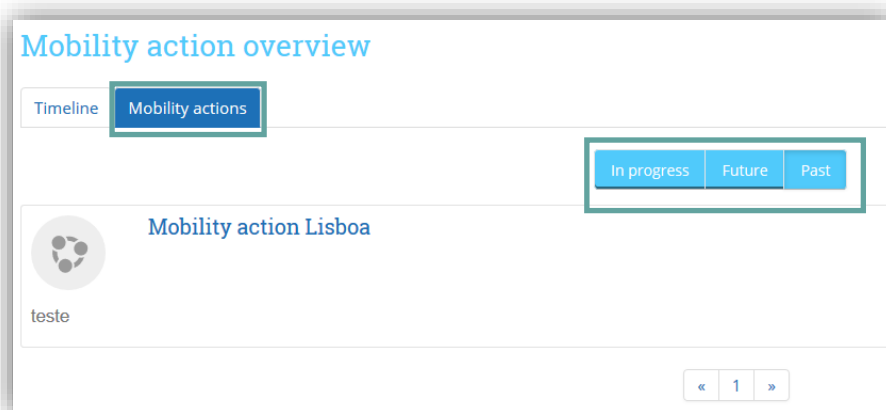 Mobility action overview
Timeline Mobility actions
In progress Future Past
Mobility action Lisboa
teste
« 1 »